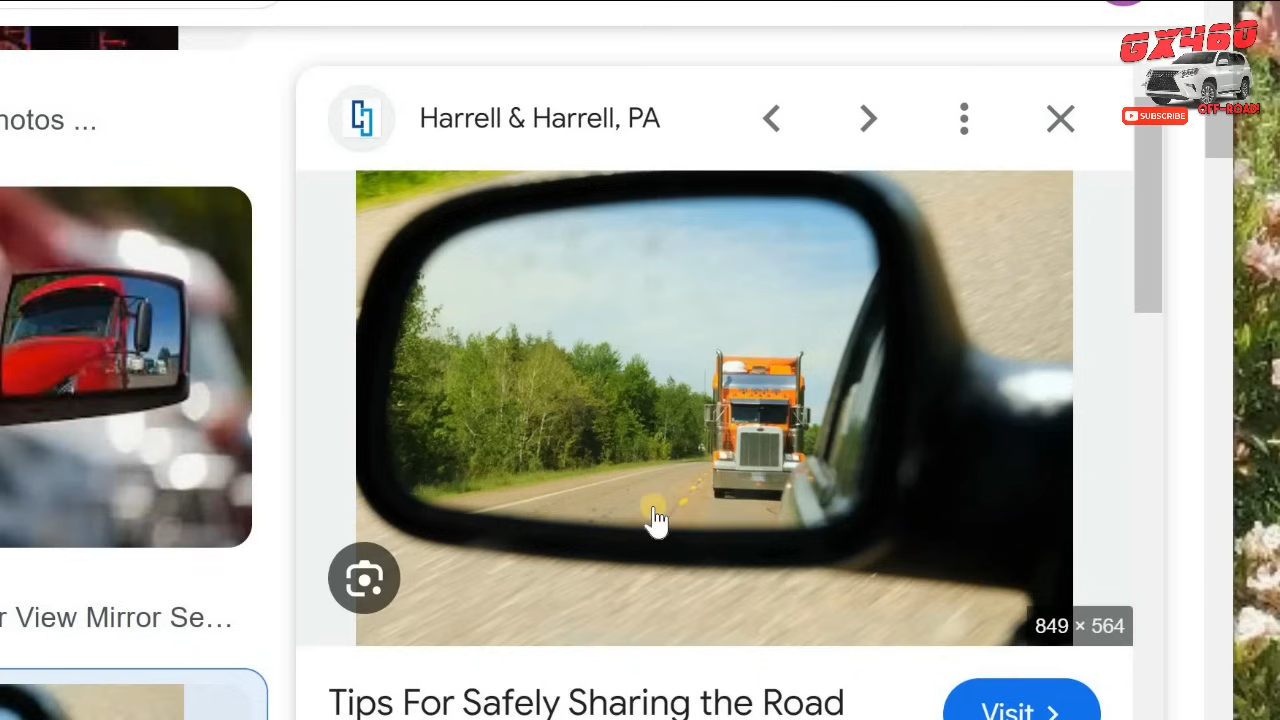 GX460
OFF-ROAD!
SUBSCRIBE
hotos ...
Harrell & Harrell, PA
849 × 564
r View Mirror Se...
Tips For Safely Sharing the Road
Visit